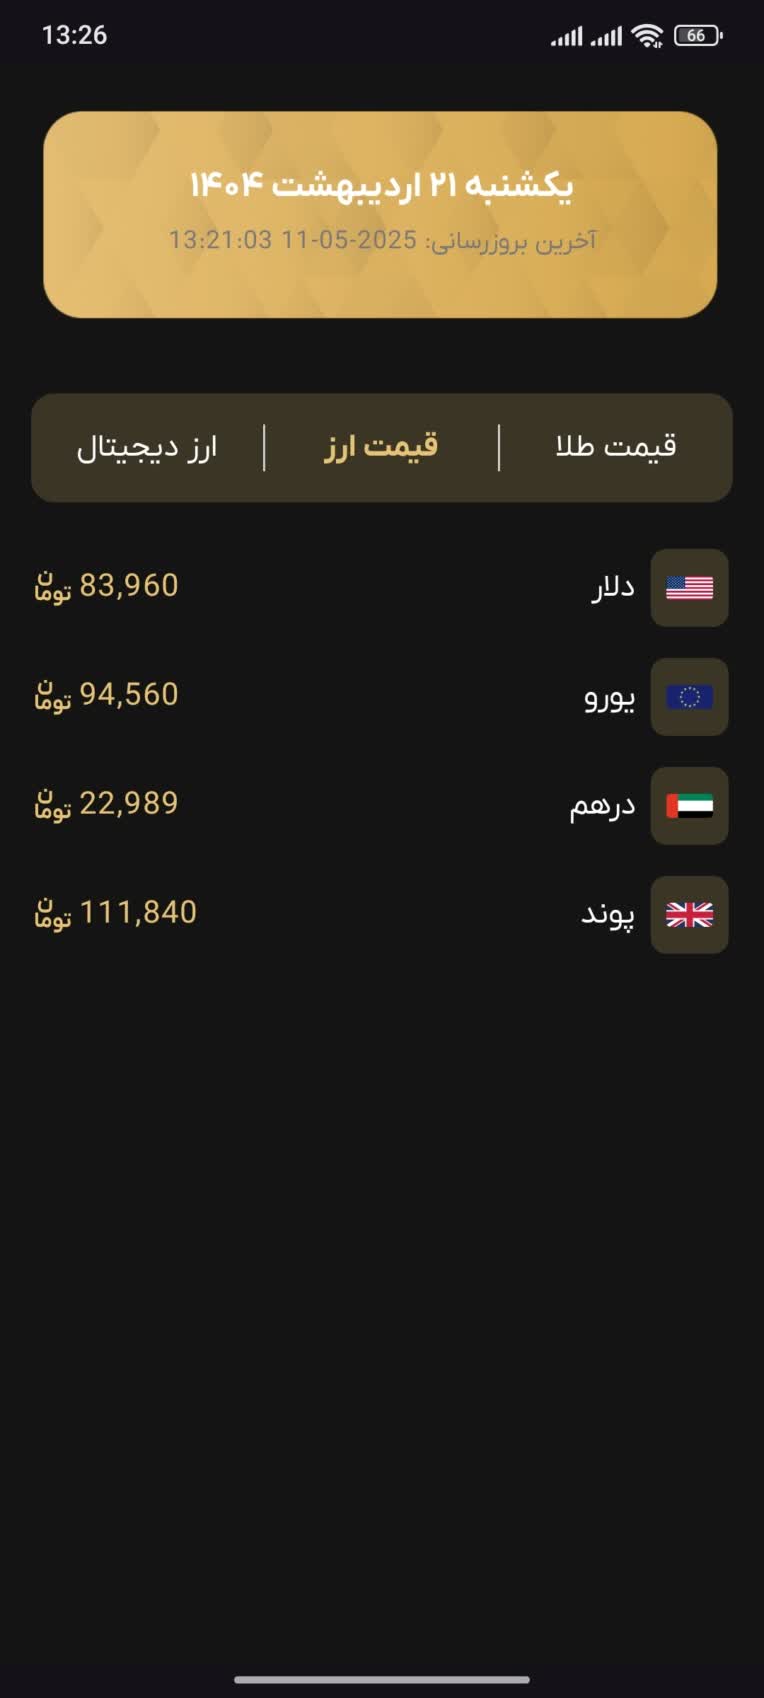 13:26
66
یکشنبه ۲۱ اردیبهشت ۱۴۰۴
آخرین بروزرسانی: 2025-05-11 13:21:03
قیمت طلا | قیمت ارز | ارز دیجیتال
دلار 83,960 تومان
یورو 94,560 تومان
درهم 22,989 تومان
پوند 111,840 تومان